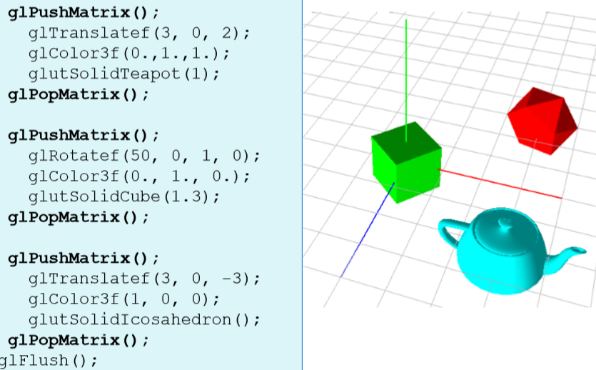 glPushMatrix();
glTranslatef(3, 0, 2);
glColor3f(0.,1.,1.);
glutSolidTeapot(1);
glPopMatrix();
glPushMatrix();
glRotatef(50, 0, 1, 0);
glColor3f(0., 1., 0.);
glutSolidCube(1.3);
glPopMatrix();
glPushMatrix();
glTranslatef(3, 0, -3);
glColor3f(1, 0, 0);
glutSolidIcosahedron();
glPopMatrix();
glFlush();